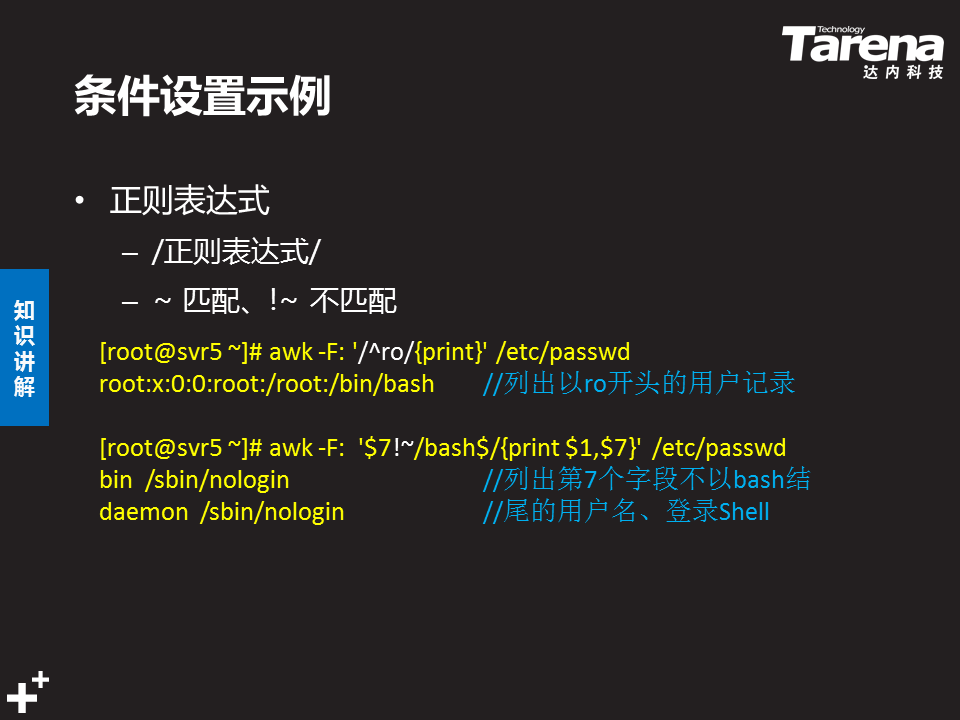 Technology
Tarena
达内科技
条件设置示例
• 正则表达式
– /正则表达式/
– ~ 匹配、!~ 不匹配
知识讲解
[root@svr5 ~]# awk -F: '/^ro/{print}' /etc/passwd
root:x:0:0:root:/root:/bin/bash //列出以ro开头的用户记录
[root@svr5 ~]# awk -F: '$7!~/bash$/{print $1,$7}' /etc/passwd
bin /sbin/nologin //列出第7个字段不以bash结
daemon /sbin/nologin //尾的用户名、登录Shell